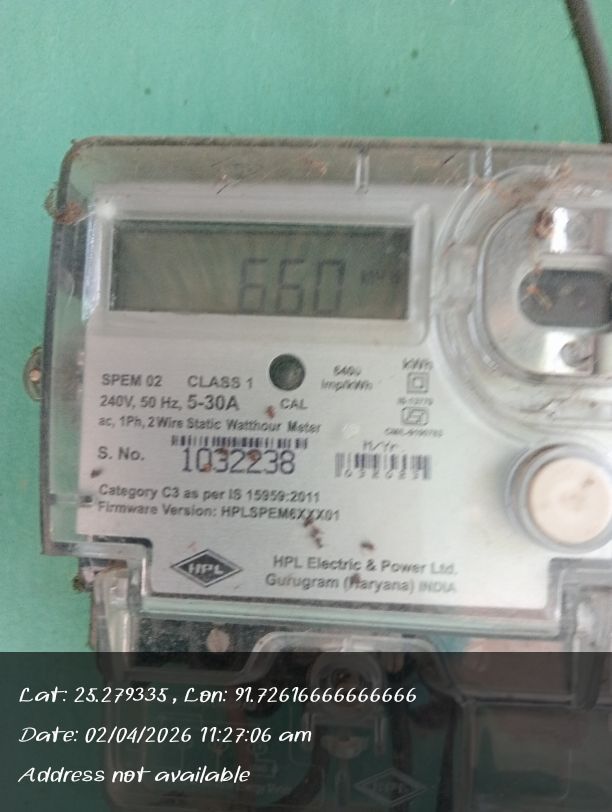 660
SPEM 02 CLASS 1
imp/kWh
kWh
240V, 50 Hz, 5-30A
CAL
ac, 1Ph, 2 Wire Static Watthour Meter
S. No. 1032238
M/Yr.
Category C3 as per IS 15959:2011
Firmware Version: HPLSPEM6XXX01
HPL
HPL Electric & Power Ltd.
Gurugram (Haryana) INDIA
Lat: 25.279335 , Lon: 91.72616666666666
Date: 02/04/2026 11:27:06 am
Address not available